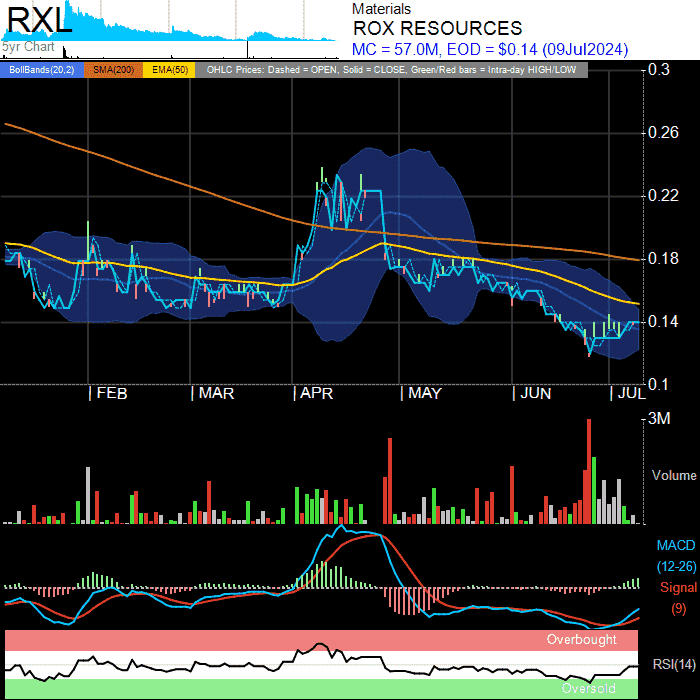 RXL
5yr Chart
Materials
ROX RESOURCES
MC = 57.0M, EOD = $0.14 (09Jul2024)
BollBands(20,2) SMA(200) EMA(50) OHLC Prices: Dashed = OPEN, Solid = CLOSE, Green/Red bars = Intra-day HIGH/LOW
0.3
0.26
0.22
0.18
0.14
0.1
FEB MAR APR MAY JUN JUL
3M
Volume
MACD
(12-26)
Signal
(9)
Overbought
RSI(14)
Oversold